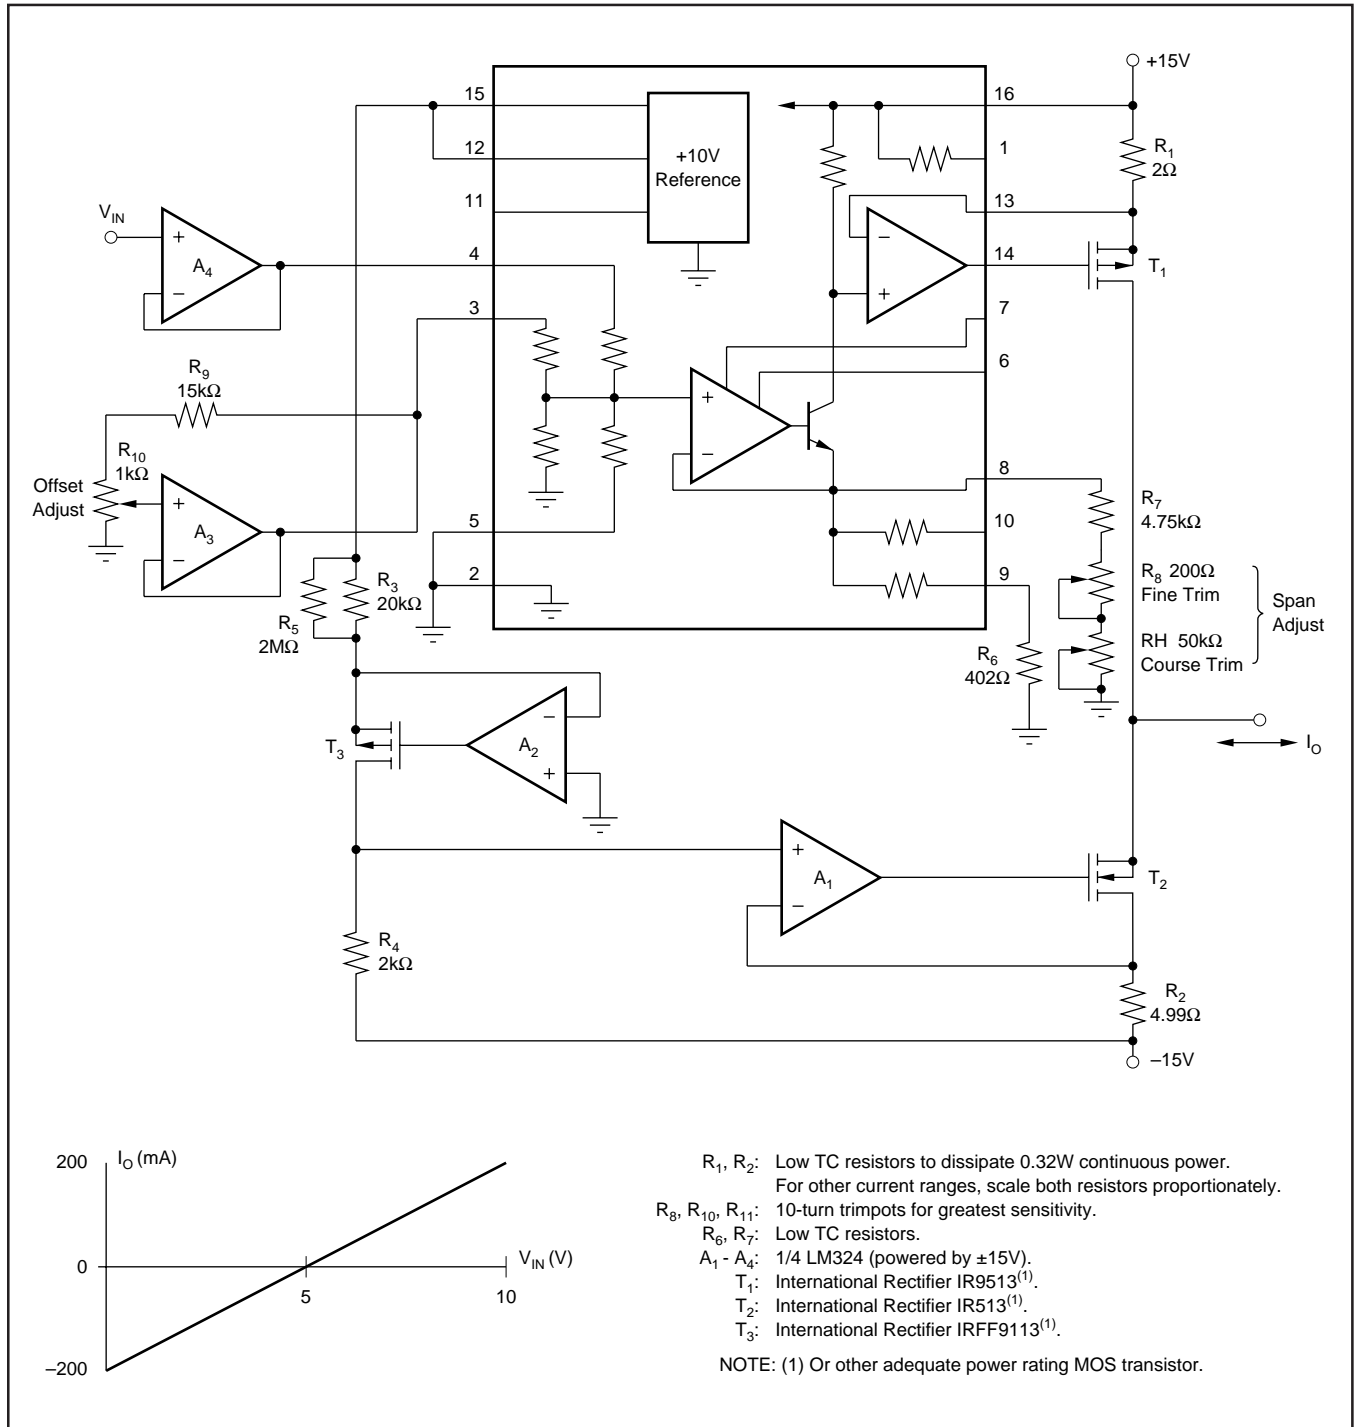 +15V
15
16
12
1
+10V
Reference
R1
2Ω
11
13
VIN
+
A4
–
4
–
+
14
T1
3
7
6
R9
15kΩ
+
–
R10
1kΩ
Offset
Adjust
+
A3
–
8
R7
4.75kΩ
5
10
2
9
R8 200Ω
Fine Trim
RH 50kΩ
Course Trim
Span
Adjust
R3
20kΩ
R5
2MΩ
R6
402Ω
T3
–
A2
+
IO
+
A1
–
T2
R4
2kΩ
R2
4.99Ω
–15V
200
IO (mA)
0
VIN (V)
5
10
–200
R1, R2: Low TC resistors to dissipate 0.32W continuous power.
For other current ranges, scale both resistors proportionately.
R8, R10, R11: 10-turn trimpots for greatest sensitivity.
R6, R7: Low TC resistors.
A1 - A4: 1/4 LM324 (powered by ±15V).
T1: International Rectifier IR9513(1).
T2: International Rectifier IR513(1).
T3: International Rectifier IRFF9113(1).
NOTE: (1) Or other adequate power rating MOS transistor.